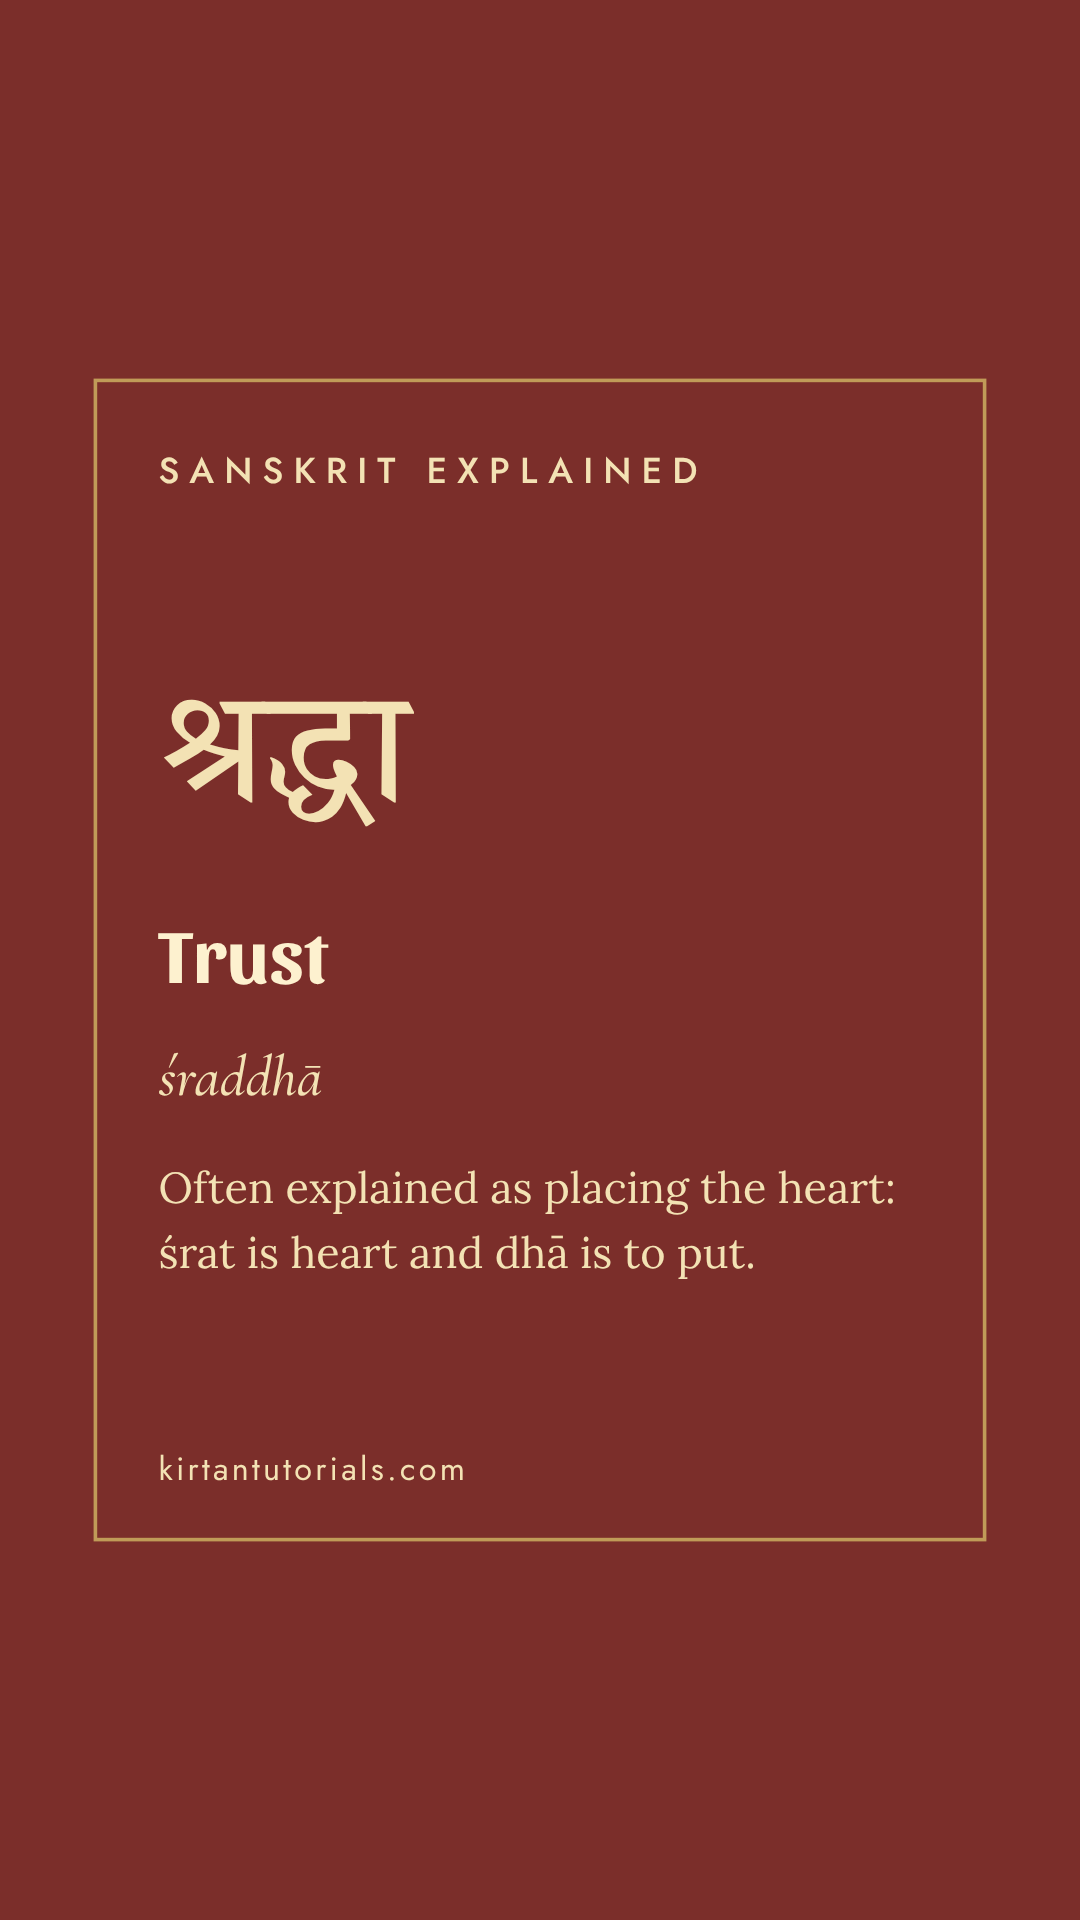 SANSKRIT EXPLAINED
श्रद्धा
Trust
śraddhā
Often explained as placing the heart:
śrat is heart and dhā is to put.
kirtantutorials.com